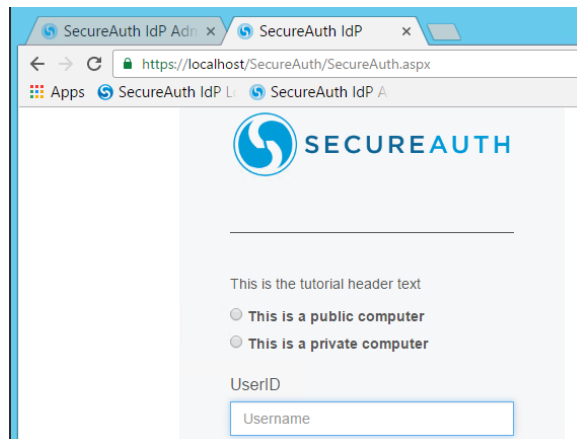 SecureAuth IdP Adn
SecureAuth IdP
https://localhost/SecureAuth/SecureAuth.aspx
Apps SecureAuth IdP L SecureAuth IdP A
SECUREAUTH
This is the tutorial header text
This is a public computer
This is a private computer
UserID
Username